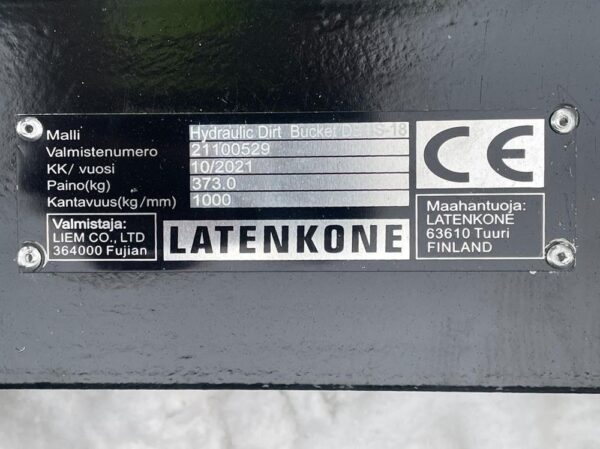 Malli Hydraulic Dirt Bucket
Valmistenumero 21100529
KK/ vuosi 10/2021
Paino(kg) 373.0
Kantavuus(kg/mm) 1000
CE
Valmistaja:
LIEM CO., LTD
364000 Fujian
LATENKONE
Maahantuoja:
LATENKONE
63610 Tuuri
FINLAND